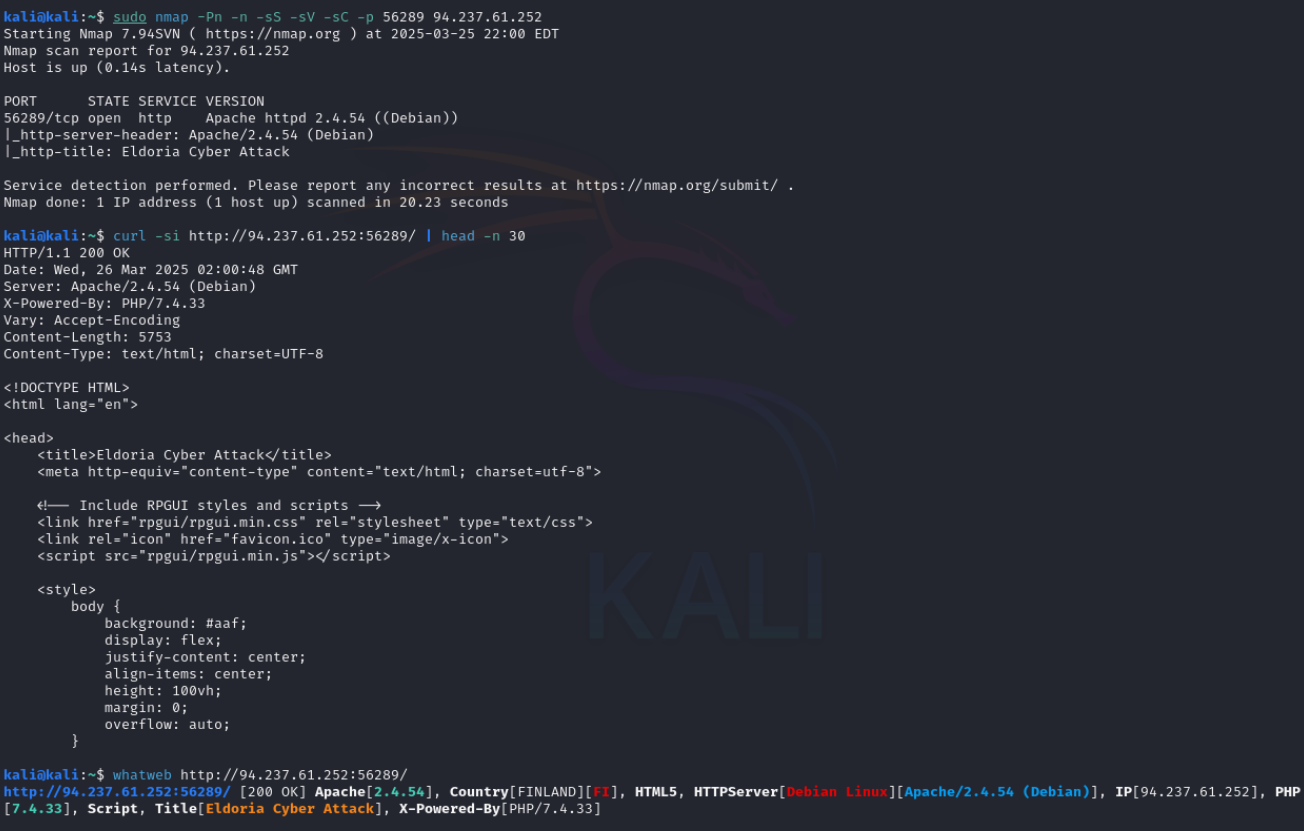 kali@kali:~$ sudo nmap -Pn -n -sS -sV -sC -p 56289 94.237.61.252
Starting Nmap 7.94SVN ( https://nmap.org ) at 2025-03-25 22:00 EDT
Nmap scan report for 94.237.61.252
Host is up (0.14s latency).

PORT      STATE SERVICE VERSION
56289/tcp open  http    Apache httpd 2.4.54 ((Debian))
|_http-server-header: Apache/2.4.54 (Debian)
|_http-title: Eldoria Cyber Attack

Service detection performed. Please report any incorrect results at https://nmap.org/submit/ .
Nmap done: 1 IP address (1 host up) scanned in 20.23 seconds

kali@kali:~$ curl -si http://94.237.61.252:56289/ | head -n 30
HTTP/1.1 200 OK
Date: Wed, 26 Mar 2025 02:00:48 GMT
Server: Apache/2.4.54 (Debian)
X-Powered-By: PHP/7.4.33
Vary: Accept-Encoding
Content-Length: 5753
Content-Type: text/html; charset=UTF-8

<!DOCTYPE HTML>
<html lang="en">

<head>
    <title>Eldoria Cyber Attack</title>
    <meta http-equiv="content-type" content="text/html; charset=utf-8">

    <!-- Include RPGUI styles and scripts -->
    <link href="rpgui/rpgui.min.css" rel="stylesheet" type="text/css">
    <link rel="icon" href="favicon.ico" type="image/x-icon">
    <script src="rpgui/rpgui.min.js"></script>

    <style>
        body {
            background: #aaf;
            display: flex;
            justify-content: center;
            align-items: center;
            height: 100vh;
            margin: 0;
            overflow: auto;
        }

KALI
kali@kali:~$ whatweb http://94.237.61.252:56289/
http://94.237.61.252:56289/ [200 OK] Apache[2.4.54], Country[FINLAND][FI], HTML5, HTTPServer[Debian Linux][Apache/2.4.54 (Debian)], IP[94.237.61.252], PHP
[7.4.33], Script, Title[Eldoria Cyber Attack], X-Powered-By[PHP/7.4.33]